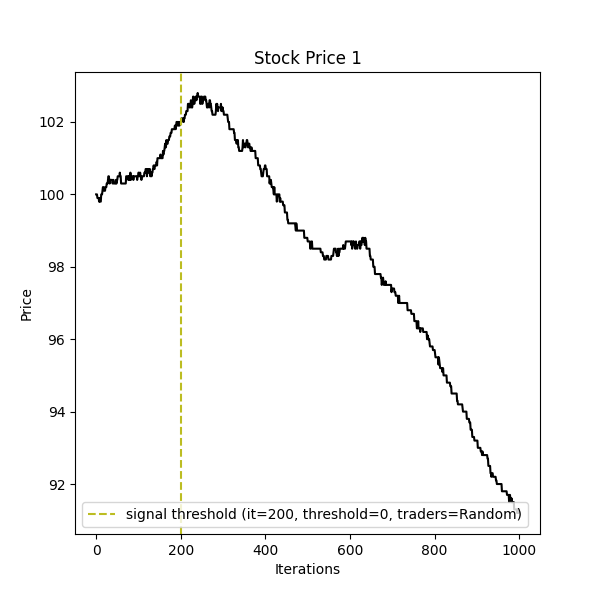 Stock Price 1
Price
102
100
98
96
94
92
signal threshold (it=200, threshold=0, traders=Random)
0 200 400 600 800 1000
Iterations